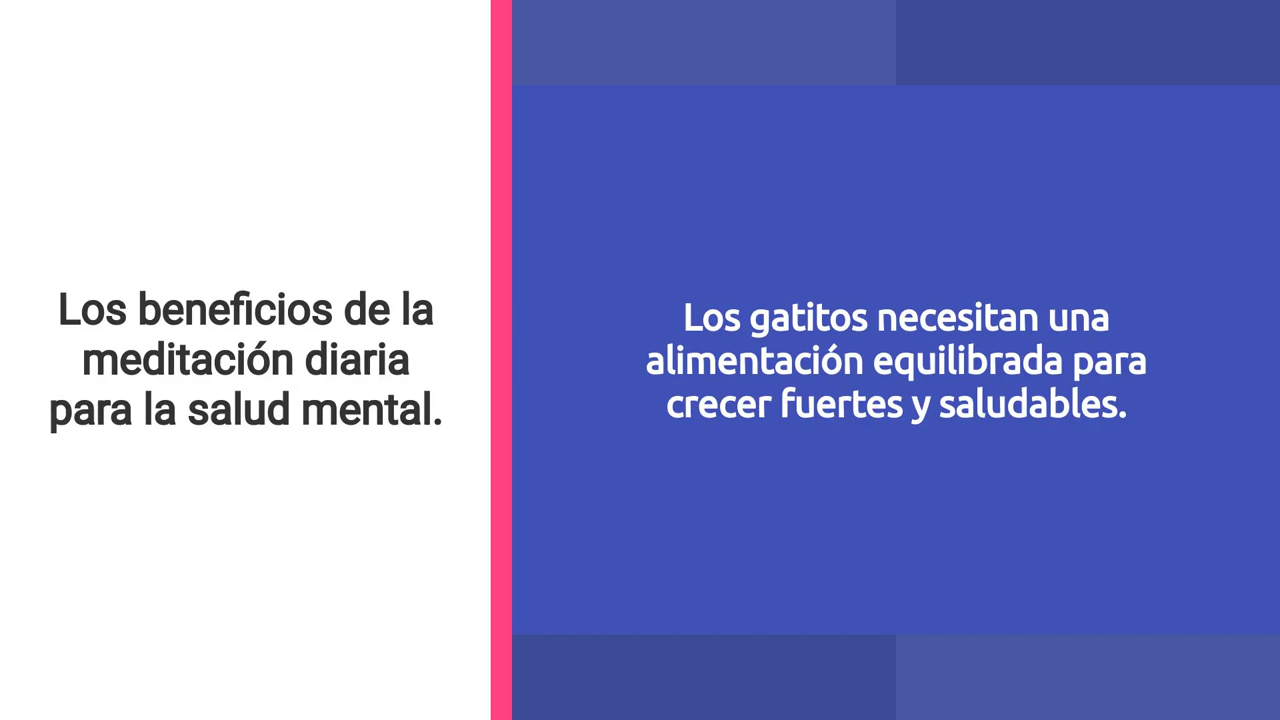 Los beneficios de la
meditación diaria
para la salud mental.
Los gatitos necesitan una
alimentación equilibrada para
crecer fuertes y saludables.